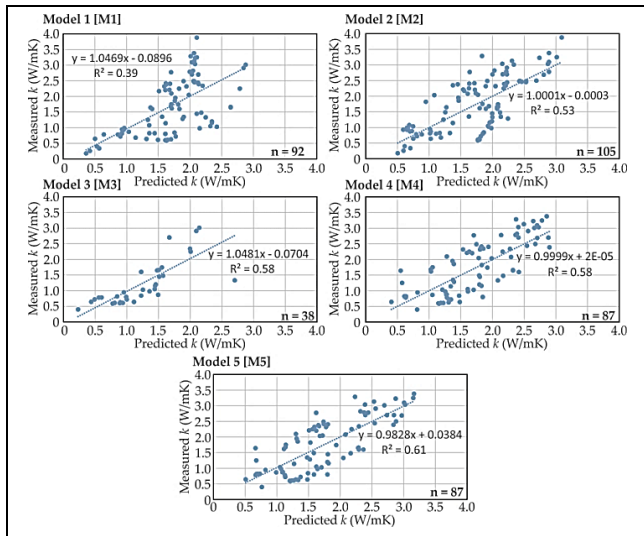 Model 1 [M1]
4.0
3.5
3.0
2.5
2.0
1.5
1.0
0.5
0
Measured k (W/mK)
y = 1.0469x - 0.0896
R² = 0.39
n = 92
0 0.5 1.0 1.5 2.0 2.5 3.0 3.5 4.0
Predicted k (W/mK)
Model 2 [M2]
4.0
3.5
3.0
2.5
2.0
1.5
1.0
0.5
0
Measured k (W/mK)
y = 1.0001x - 0.0003
R² = 0.53
n = 105
0 0.5 1.0 1.5 2.0 2.5 3.0 3.5 4.0
Predicted k (W/mK)
Model 3 [M3]
4.0
3.5
3.0
2.5
2.0
1.5
1.0
0.5
0
Measured k (W/mK)
y = 1.0481x - 0.0704
R² = 0.58
n = 38
0 0.5 1.0 1.5 2.0 2.5 3.0 3.5 4.0
Predicted k (W/mK)
Model 4 [M4]
4.0
3.5
3.0
2.5
2.0
1.5
1.0
0.5
0
Measured k (W/mK)
y = 0.9999x + 2E-05
R² = 0.58
n = 87
0 0.5 1.0 1.5 2.0 2.5 3.0 3.5 4.0
Predicted k (W/mK)
Model 5 [M5]
4.0
3.5
3.0
2.5
2.0
1.5
1.0
0.5
0
Measured k (W/mK)
y = 0.9828x + 0.0384
R² = 0.61
n = 87
0 0.5 1.0 1.5 2.0 2.5 3.0 3.5 4.0
Predicted k (W/mK)